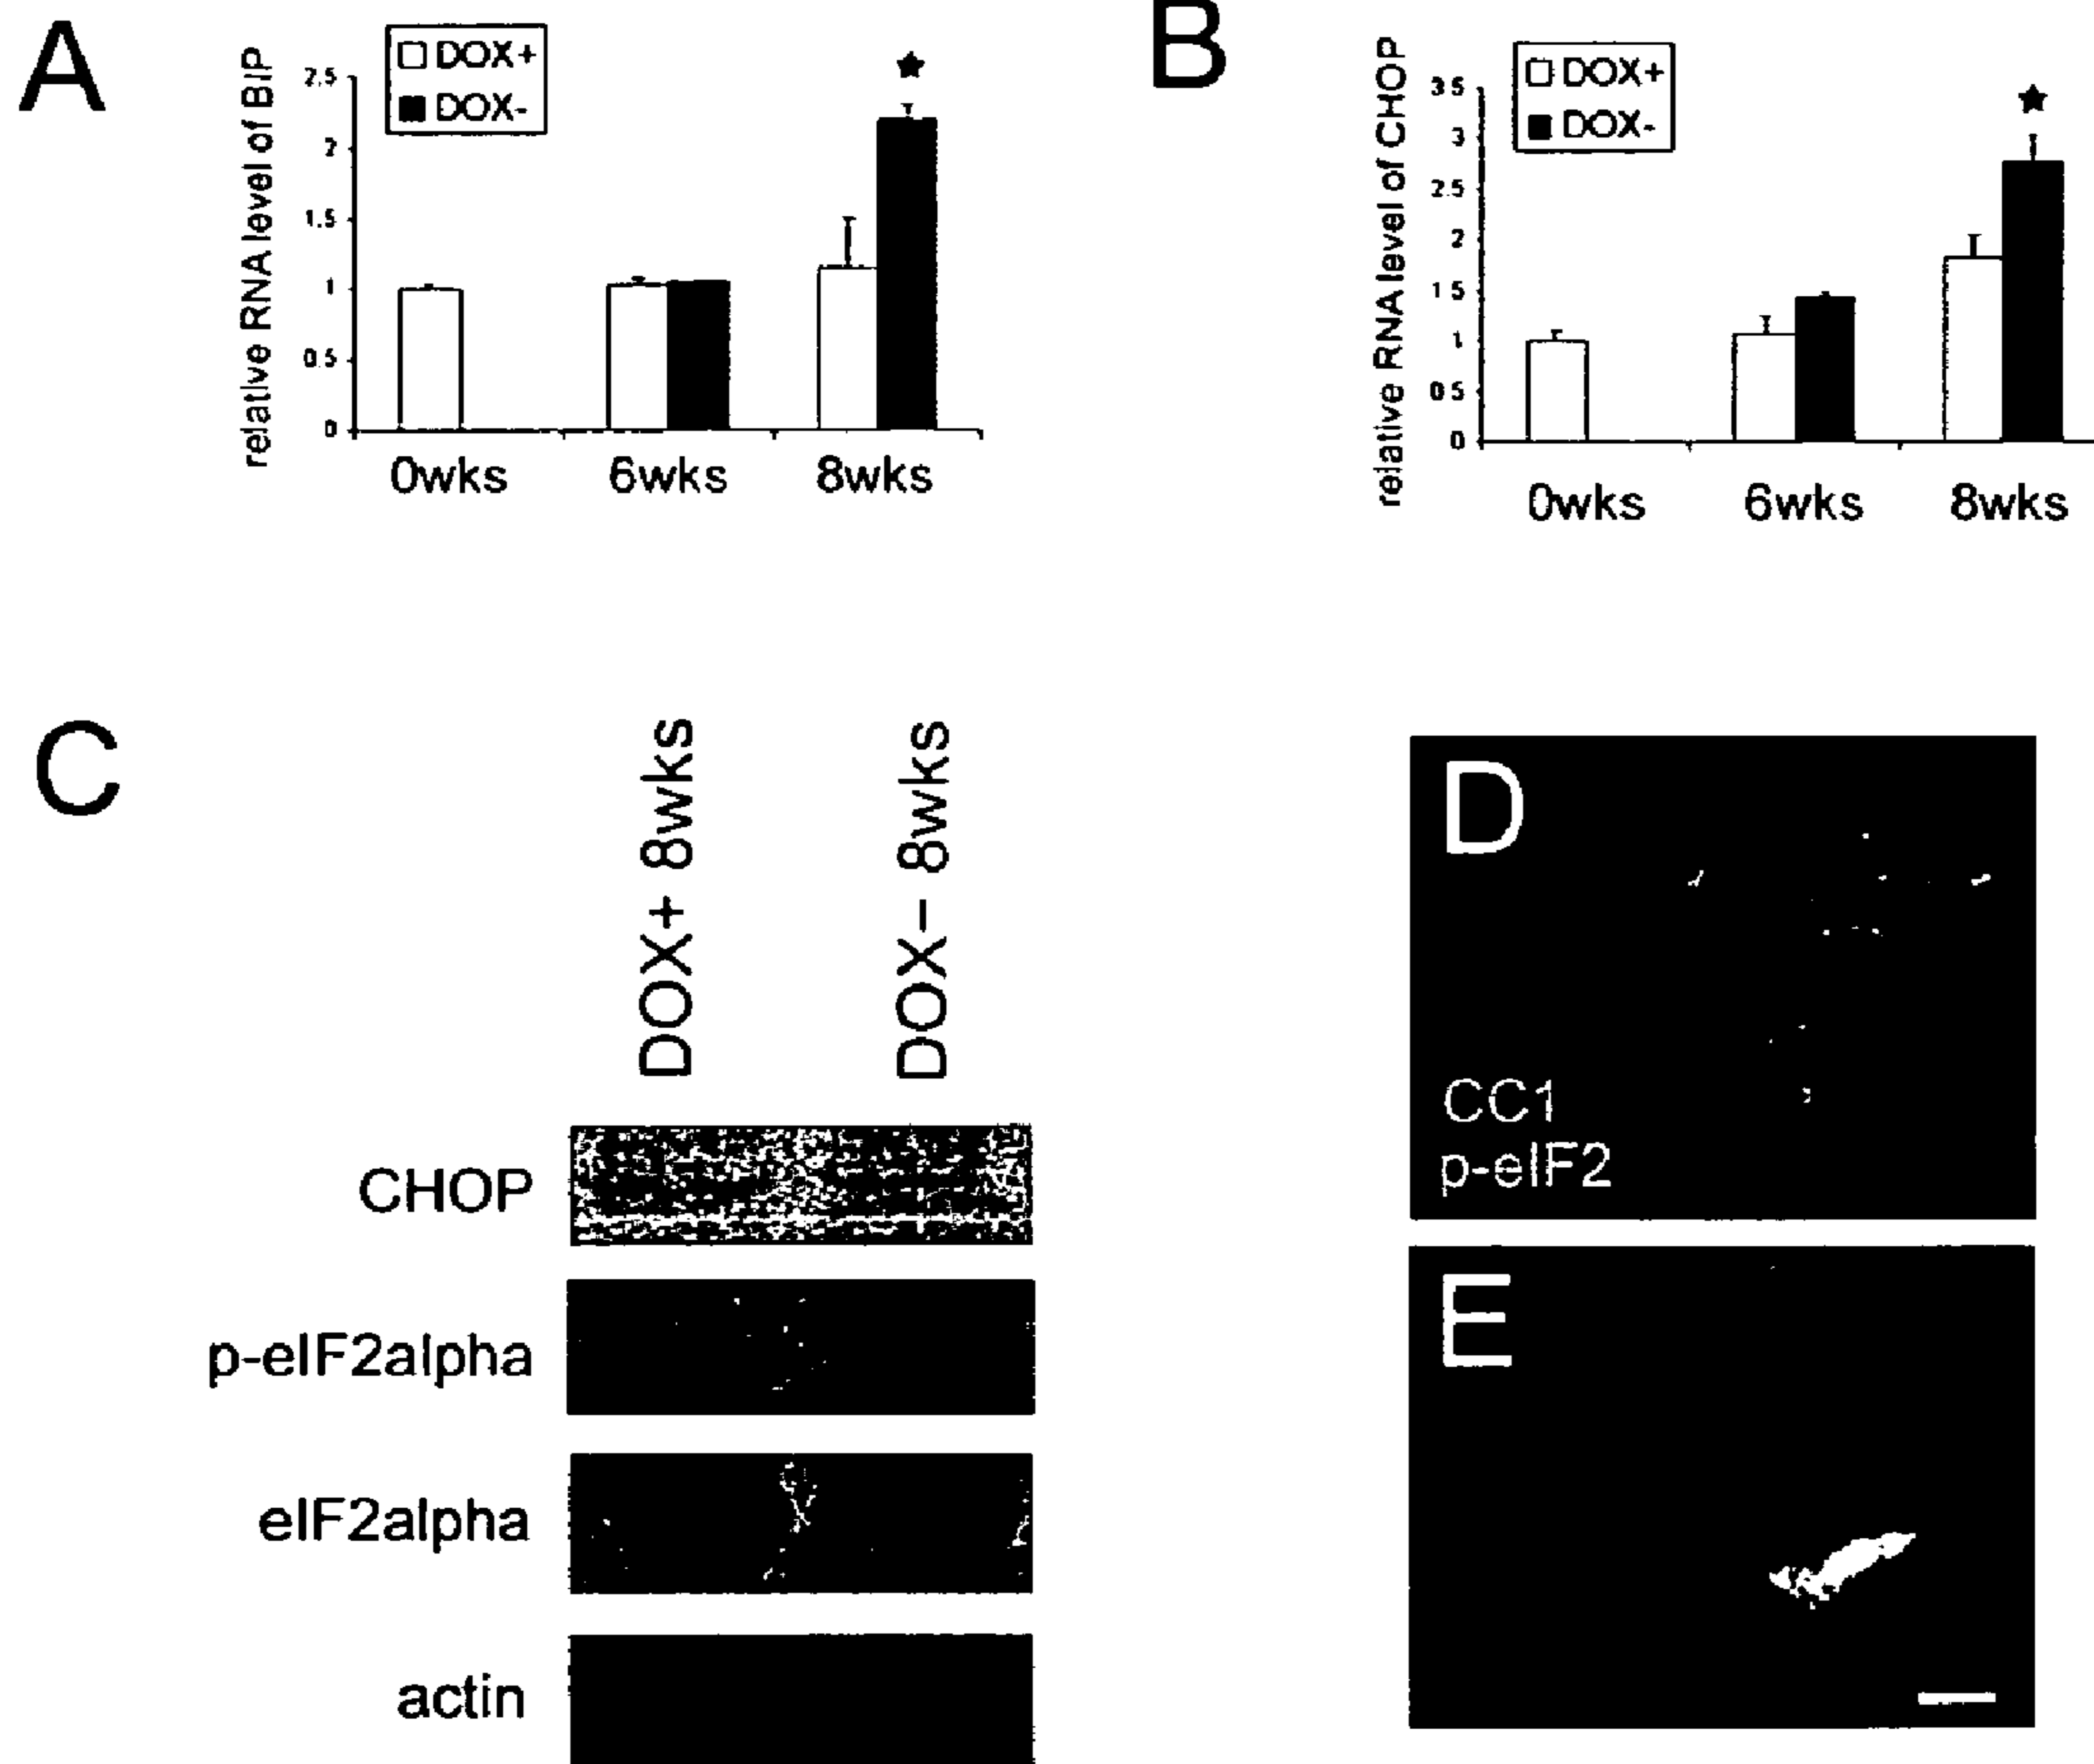 A
relative RNA level of BIP
DOX+
DOX-
2.5
2
1.5
1
0.5
0
★
0wks 6wks 8wks
B
relative RNA level of CHOP
DOX+
DOX-
3 5
3
2 5
2
1 5
1
0 5
0
★
0wks 6wks 8wks
C
DOX+ 8wks
DOX- 8wks
CHOP
p-eIF2alpha
eIF2alpha
actin
D
CC1
p-eIF2
E